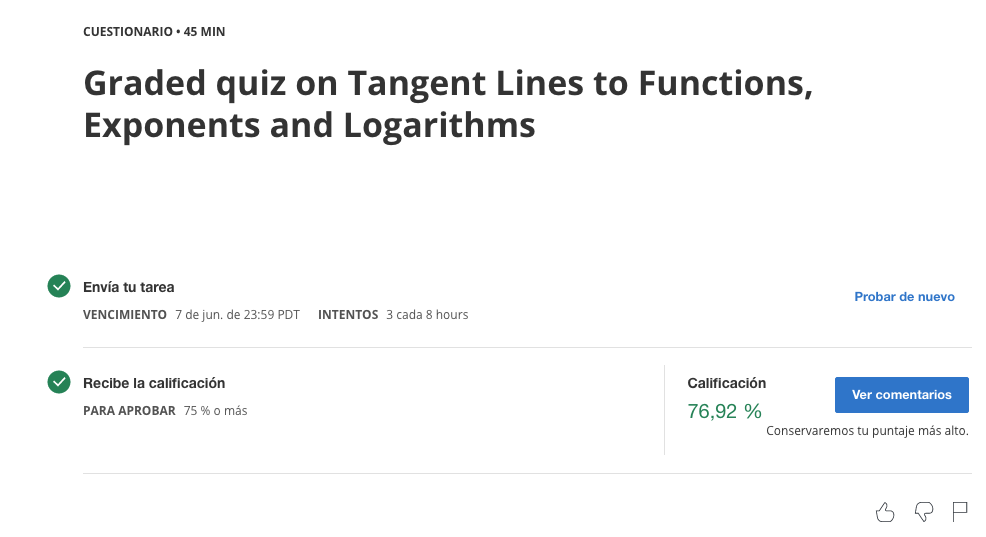 CUESTIONARIO • 45 MIN
Graded quiz on Tangent Lines to Functions,
Exponents and Logarithms
Envía tu tarea
VENCIMIENTO 7 de jun. de 23:59 PDT INTENTOS 3 cada 8 hours
Probar de nuevo
Recibe la calificación
PARA APROBAR 75 % o más
Calificación
76,92 %
Ver comentarios
Conservaremos tu puntaje más alto.